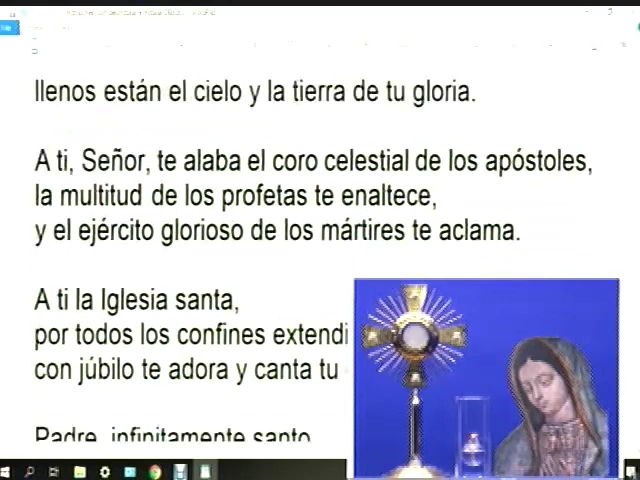 llenos están el cielo y la tierra de tu gloria.
A ti, Señor, te alaba el coro celestial de los apóstoles,
la multitud de los profetas te enaltece,
y el ejército glorioso de los mártires te aclama.
A ti la Iglesia santa,
por todos los confines extendi
con júbilo te adora y canta tu
Padre, infinitamente santo